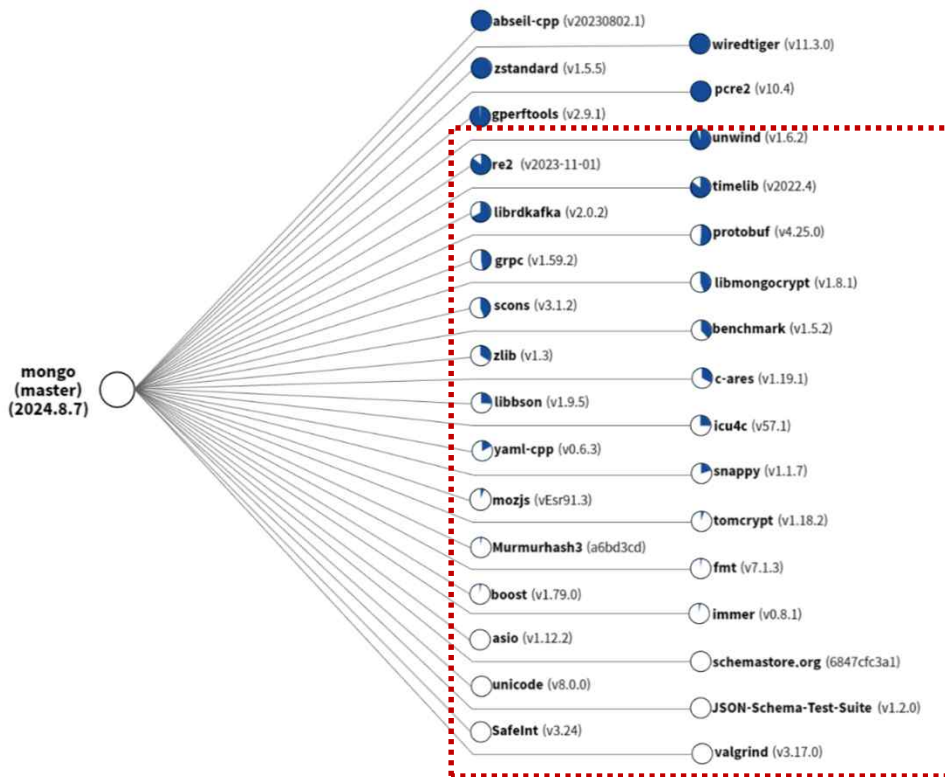 abseil-cpp (v20230802.1)
wiredtiger (v11.3.0)
zstandard (v1.5.5)
pcre2 (v10.4)
gperftools (v2.9.1)
unwind (v1.6.2)
re2 (v2023-11-01)
timelib (v2022.4)
librdkafka (v2.0.2)
protobuf (v4.25.0)
grpc (v1.59.2)
libmongocrypt (v1.8.1)
scons (v3.1.2)
benchmark (v1.5.2)
zlib (v1.3)
mongo
(master)
(2024.8.7)
c-ares (v1.19.1)
libbson (v1.9.5)
icu4c (v57.1)
yaml-cpp (v0.6.3)
snappy (v1.1.7)
mozjs (vEsr91.3)
tomcrypt (v1.18.2)
Murmurhash3 (a6bd3cd)
fmt (v7.1.3)
boost (v1.79.0)
immer (v0.8.1)
asio (v1.12.2)
schemastore.org (6847cfc3a1)
unicode (v8.0.0)
JSON-Schema-Test-Suite (v1.2.0)
SafeInt (v3.24)
valgrind (v3.17.0)